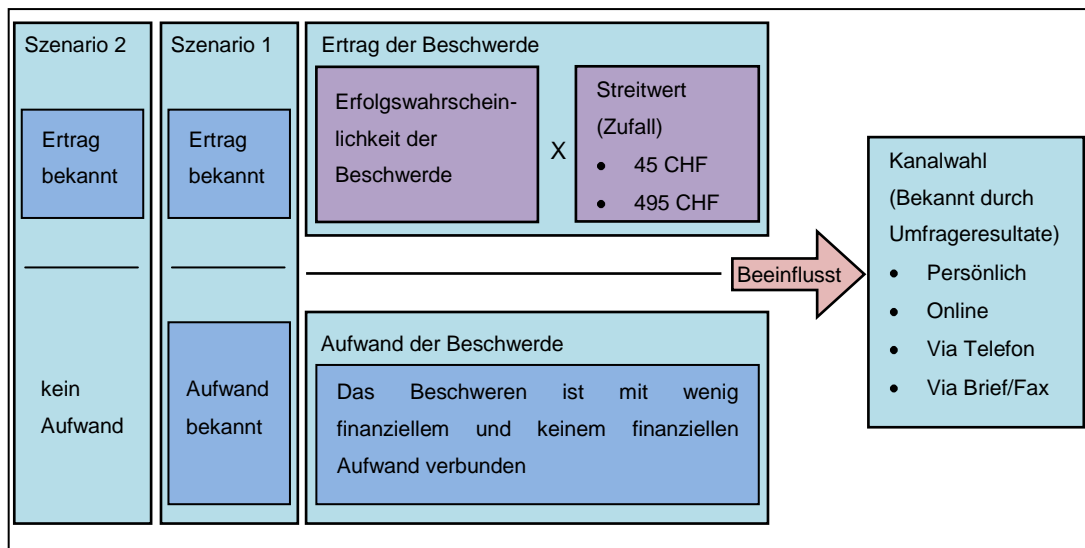 Szenario 2
Ertrag
bekannt
kein
Aufwand
Szenario 1
Ertrag
bekannt
Aufwand
bekannt
Ertrag der Beschwerde
Erfolgswahrschein-
lichkeit der
Beschwerde
X
Streitwert
(Zufall)
• 45 CHF
• 495 CHF
Aufwand der Beschwerde
Das Beschweren ist mit wenig
finanziellem und keinem finanziellen
Aufwand verbunden
Beeinflusst
Kanalwahl
(Bekannt durch
Umfrageresultate)
• Persönlich
• Online
• Via Telefon
• Via Brief/Fax